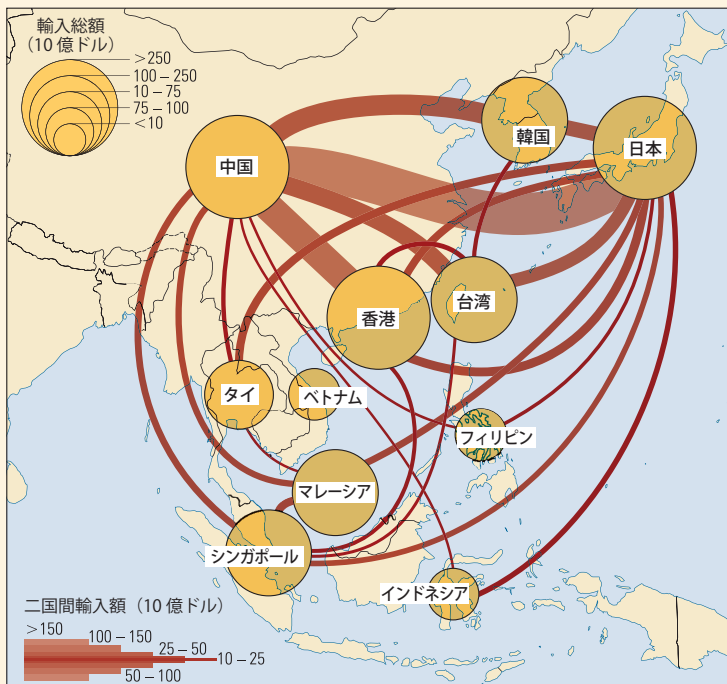 輸入総額
（10 億ドル）
>250
100 – 250
10 – 75
75 – 100
<10
韓国
日本
中国
香港
台湾
タイ
ベトナム
フィリピン
マレーシア
シンガポール
インドネシア
二国間輸入額（10 億ドル）
>150
100 – 150
25 – 50
10 – 25
50 – 100